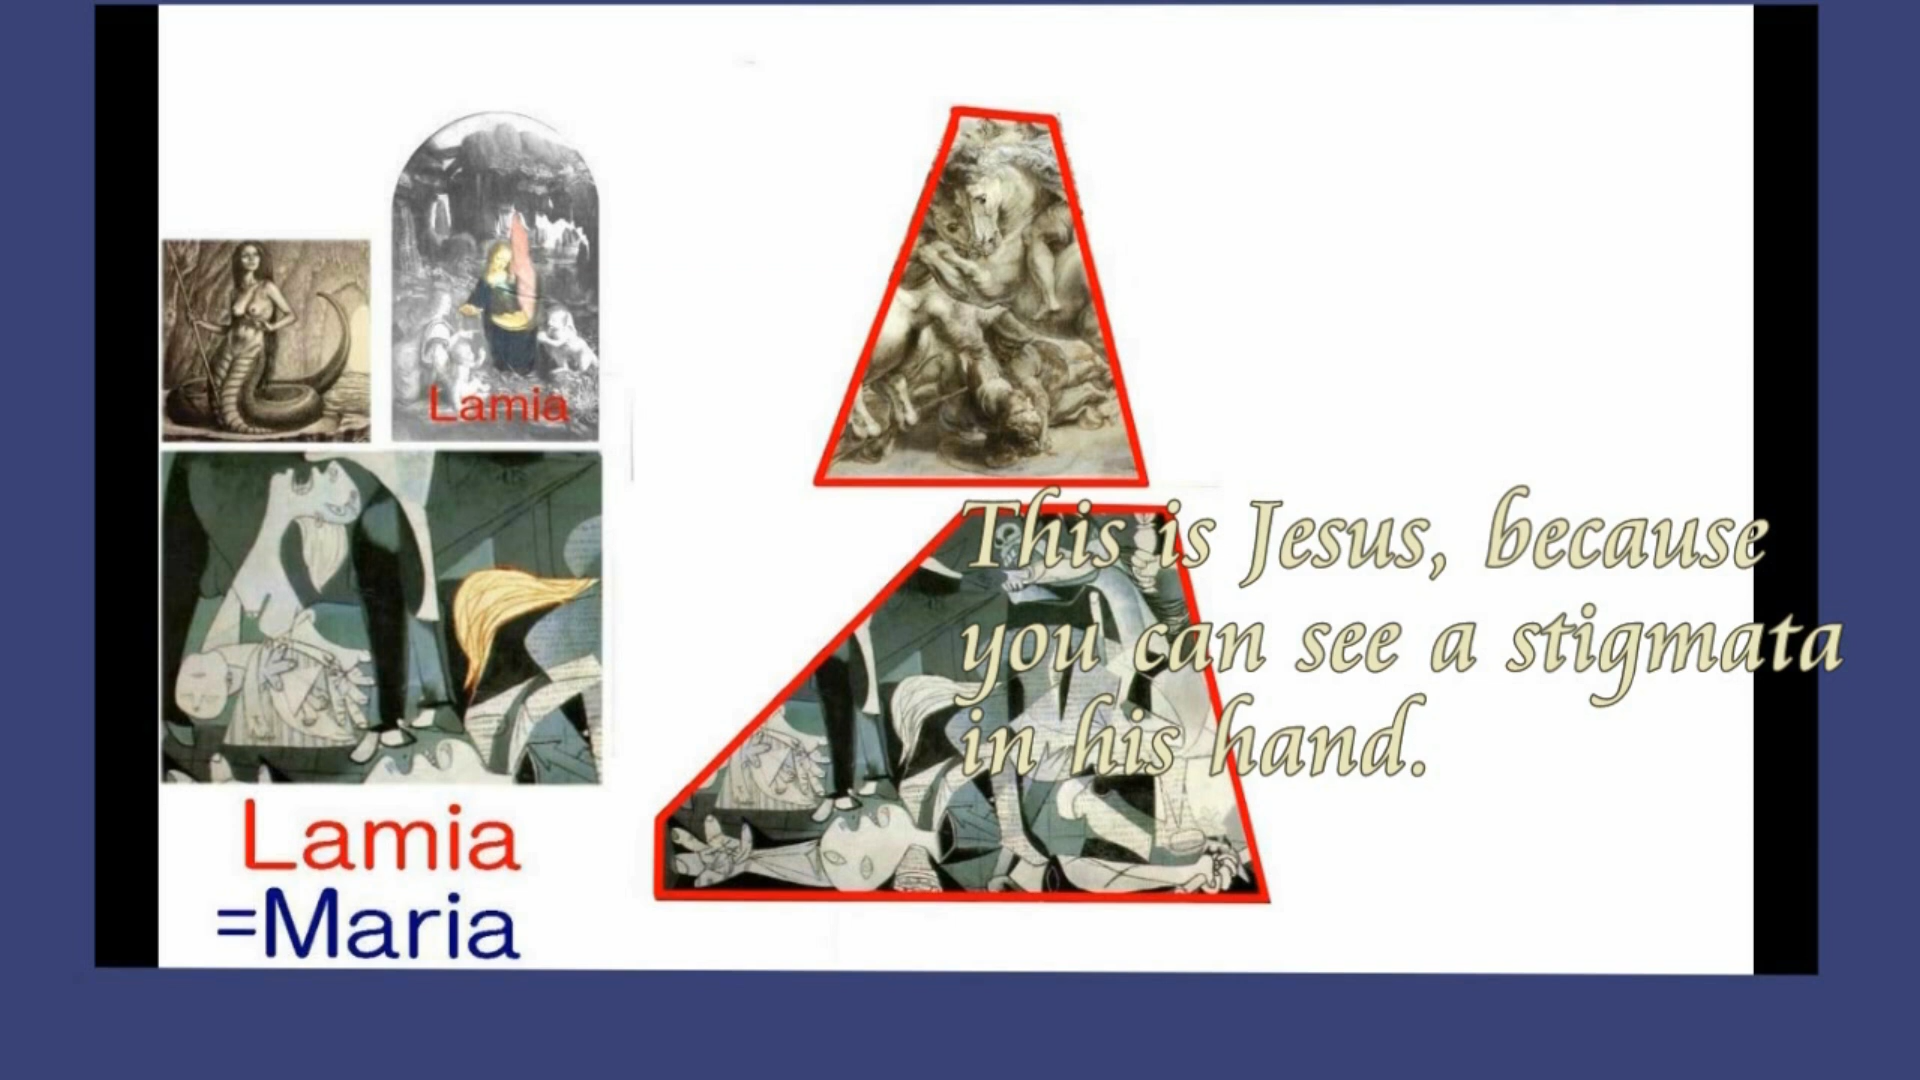 Lamia
Lamia
=Maria
This is Jesus, because
you can see a stigmata
in his hand.